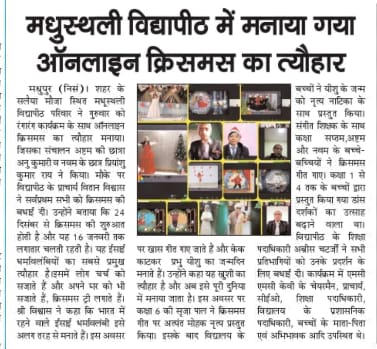 मधुस्थली विद्यापीठ में मनाया गया
ऑनलाइन क्रिसमस का त्यौहार
मधुपुर (निसं)। शहर के
सलैया मौजा स्थित मधुस्थली
विद्यापीठ परिवार ने गुरुवार को
रंगारंग कार्यक्रम के साथ ऑनलाइन
क्रिसमस का त्यौहार मनाया।
जिसका संचालन अष्टम की छात्रा
अनु कुमारी व नवम के छात्र प्रियांशु
कुमार राय ने किया। मौके पर
विद्यापीठ के प्राचार्य वितान विश्वास
ने सर्वप्रथम सभी को क्रिसमस की
बधाई दी। उन्होंने बताया कि 24
दिसंबर से क्रिसमस की शुरुआत
होती है और यह 16 जनवरी तक
लगातार चलती रहती है। यह ईसाई
धर्मावलंबियों का सबसे प्रमुख
त्यौहार है।इसमें लोग चर्च को
सजाते हैं और अपने घर को भी
सजाते हैं, क्रिसमस ट्री लगाते हैं।
श्री विश्वास ने कहा कि भारत में
रहने वाले ईसाई धर्मावलंबी इसे
अलग तरह से मनाते हैं। इस अवसर
पर खास गीत गाए जाते हैं और केक
काटकर प्रभु योशु का जन्मदिन
मनाते हैं। उन्होंने कहा यह खुशी का
त्यौहार है और अब इसे पूरी दुनिया
में मनाया जाता है। इस अवसर पर
कक्षा 6 की सूजा पाल ने क्रिसमस
गीत पर अत्यंत मोहक नृत्य प्रस्तुत
किया। इसके बाद विद्यालय के
बच्चों ने योशु के जन्म
को नृत्य नाटिका के
साथ प्रस्तुत किया।
संगीत शिक्षक के साथ
कक्षा सप्तम,अष्टम
और नवम के बच्चे-
बच्चियों ने क्रिसमस
गीत गाए। कक्षा 1 से
4 तक के बच्चों द्वारा
प्रस्तुत किया गया डांस
दर्शकों का उत्साह
बढ़ाने वाला था।
विद्यापीठ के शिक्षा
पदाधिकारी अबीरा चटर्जी ने सभी
प्रतिभागियों को उनके प्रदर्शन के
लिए बधाई दी। कार्यक्रम में एमसी
एमसी केवी के चेयरमैन, प्राचार्य,
सीईओ, शिक्षा पदाधिकारी,
विद्यालय के प्रशासनिक
पदाधिकारी, बच्चों के माता-पिता
एवं अभिभावक आदि उपस्थित थे।